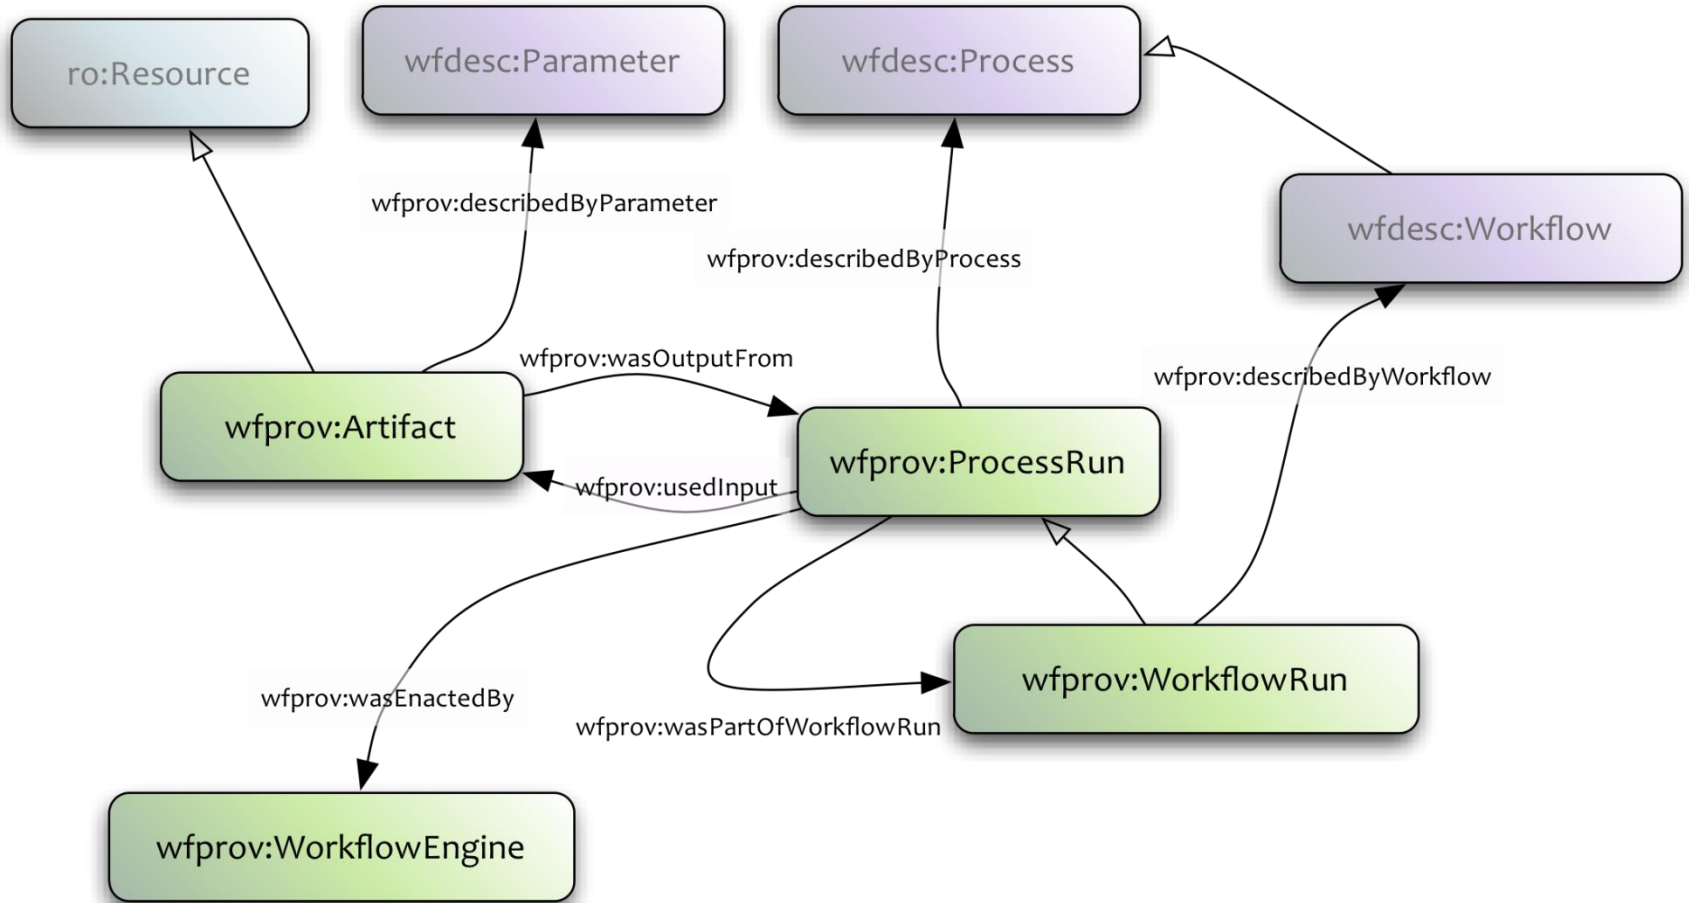 ro:Resource
wfdesc:Parameter
wfdesc:Process
wfprov:describedByParameter
wfdesc:Workflow
wfprov:describedByProcess
wfprov:wasOutputFrom
wfprov:describedByWorkflow
wfprov:Artifact
wfprov:ProcessRun
wfprov:usedInput
wfprov:WorkflowRun
wfprov:wasEnactedBy
wfprov:wasPartOfWorkflowRun
wfprov:WorkflowEngine